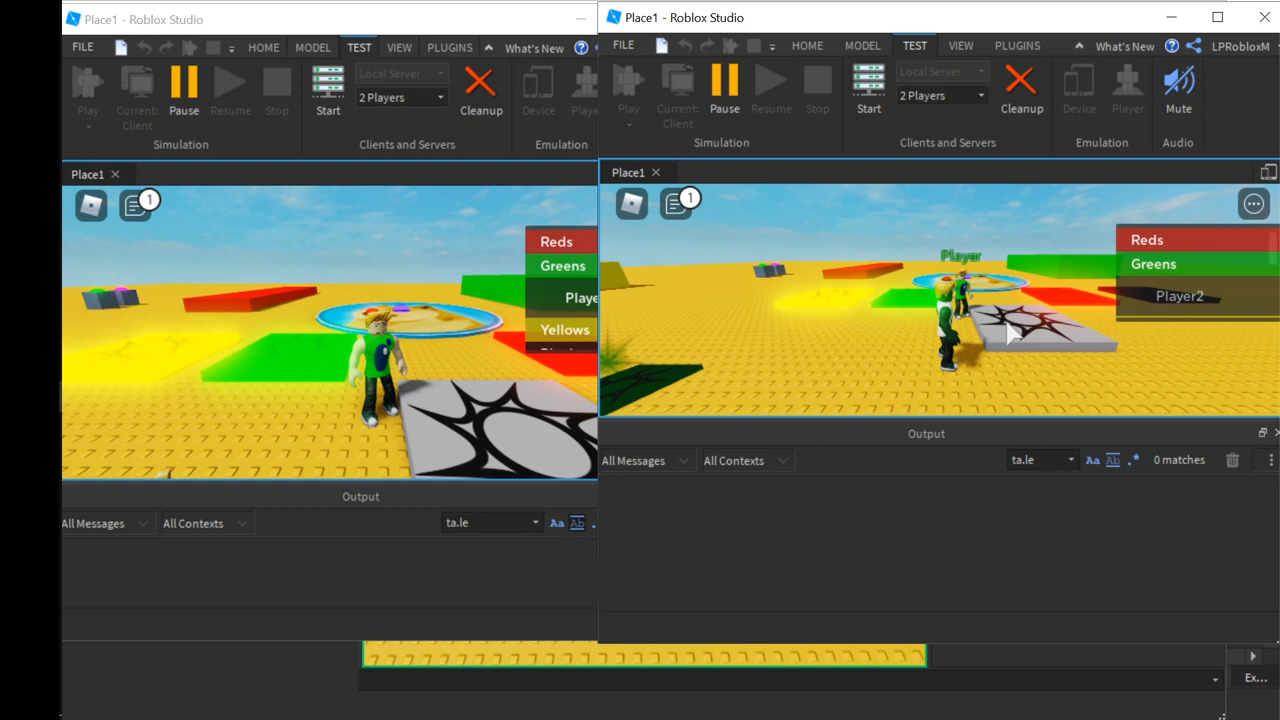 Place1 - Roblox Studio
FILE HOME MODEL TEST VIEW PLUGINS What's New
Play Current: Client Pause Resume Stop
Simulation
Start
Local Server
2 Players
Cleanup
Clients and Servers
Device
Emulation
Place1
1
Reds
Greens
Playe
Yellows
Output
All Messages All Contexts ta.le Aa Ab
Place1 - Roblox Studio
FILE HOME MODEL TEST VIEW PLUGINS What's New LPRobloxM
Play Current: Client Pause Resume Stop
Simulation
Start
Local Server
2 Players
Cleanup
Clients and Servers
Device Player
Emulation
Mute
Audio
Place1
1
Player
Reds
Greens
Player2
Output
All Messages All Contexts ta.le Aa Ab .* 0 matches
Ex...